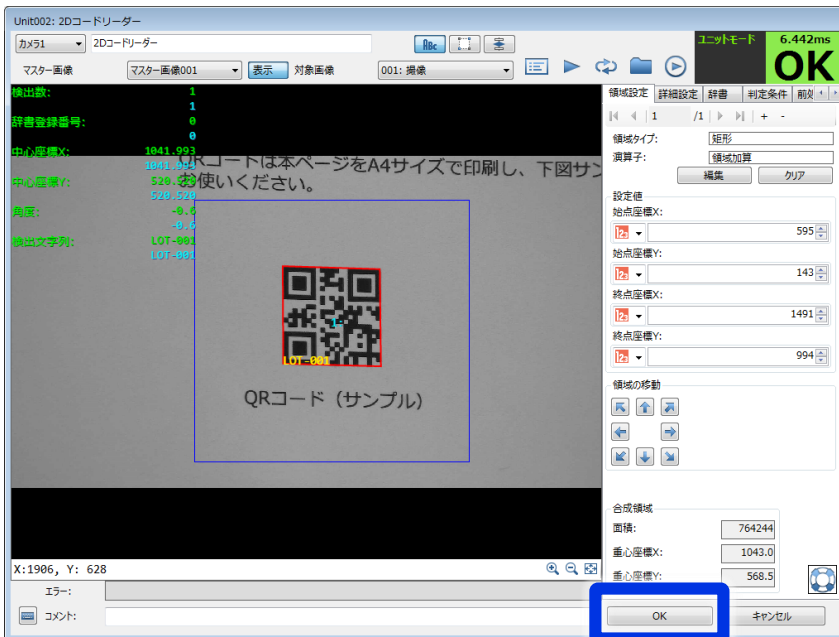 Unit002: 2Dコードリーダー
カメラ1
2Dコードリーダー
Abc
マスター画像
マスター画像001
表示
対象画像
001: 撮像
ユニットモード
6.442ms
OK
検出数:
1
1
辞書登録番号:
0
0
中心座標X:
1041.993
1041.993
中心座標Y:
520.520
520.520
角度:
-0.6
-0.6
検出文字列:
LOT-001
LOT-001
QRコードは本ページをA4サイズで印刷し、下図サン
お使いください。
1:
LOT-001
QRコード（サンプル）
X:1906, Y: 628
領域設定
詳細設定
辞書
判定条件
1
/1
+
-
領域タイプ:
矩形
演算子:
領域加算
編集
クリア
設定値
始点座標X:
595
始点座標Y:
143
終点座標X:
1491
終点座標Y:
994
領域の移動
合成領域
面積:
764244
重心座標X:
1043.0
重心座標Y:
568.5
エラー:
コメント:
OK
キャンセル